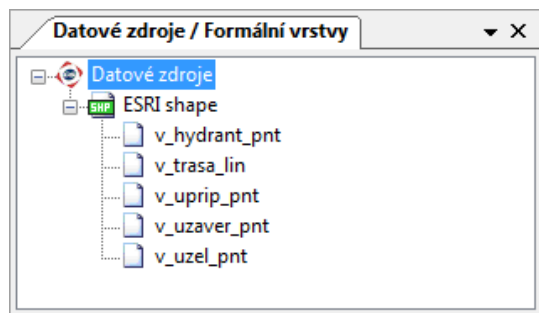 Datové zdroje / Formální vrstvy
Datové zdroje
SHP ESRI shape
v_hydrant_pnt
v_trasa_lin
v_uprip_pnt
v_uzaver_pnt
v_uzel_pnt